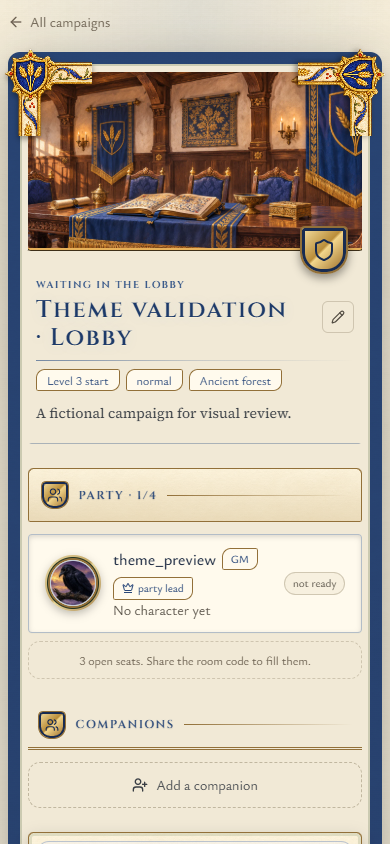 All campaigns
WAITING IN THE LOBBY
THEME VALIDATION
· LOBBY
Level 3 start
normal
Ancient forest
A fictional campaign for visual review.
PARTY · 1/4
theme_preview
GM
party lead
not ready
No character yet
3 open seats. Share the room code to fill them.
COMPANIONS
Add a companion